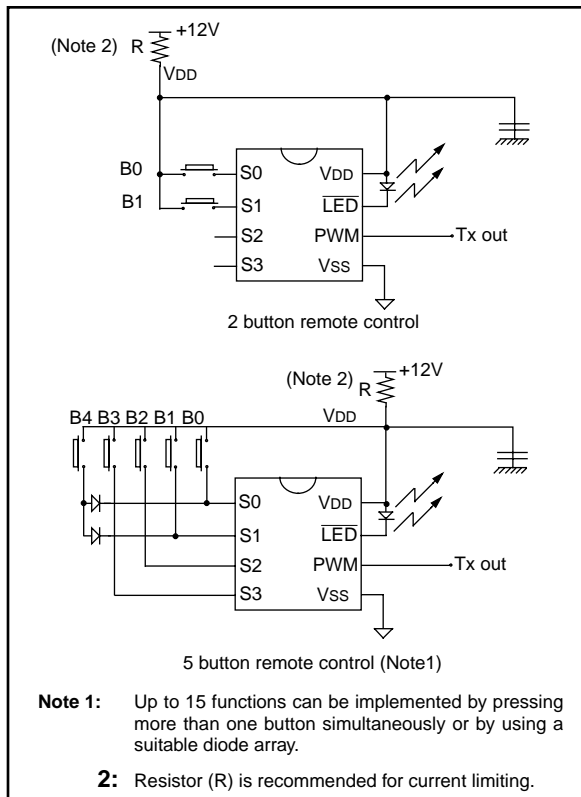 +12V
(Note 2) R
VDD
B0 S0 VDD
B1 S1 LED
S2 PWM Tx out
S3 VSS
2 button remote control
+12V
(Note 2) R
B4 B3 B2 B1 B0 VDD
S0 VDD
S1 LED
S2 PWM Tx out
S3 VSS
5 button remote control (Note1)
Note 1: Up to 15 functions can be implemented by pressing
more than one button simultaneously or by using a
suitable diode array.
2: Resistor (R) is recommended for current limiting.